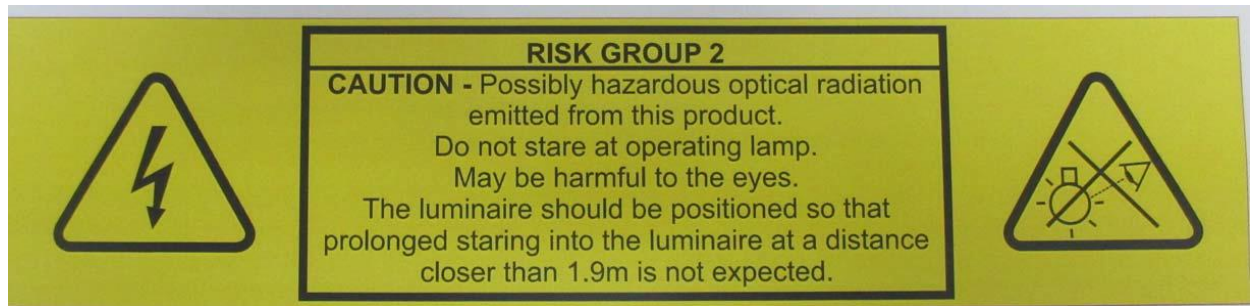 RISK GROUP 2
CAUTION - Possibly hazardous optical radiation
emitted from this product.
Do not stare at operating lamp.
May be harmful to the eyes.
The luminaire should be positioned so that
prolonged staring into the luminaire at a distance
closer than 1.9m is not expected.